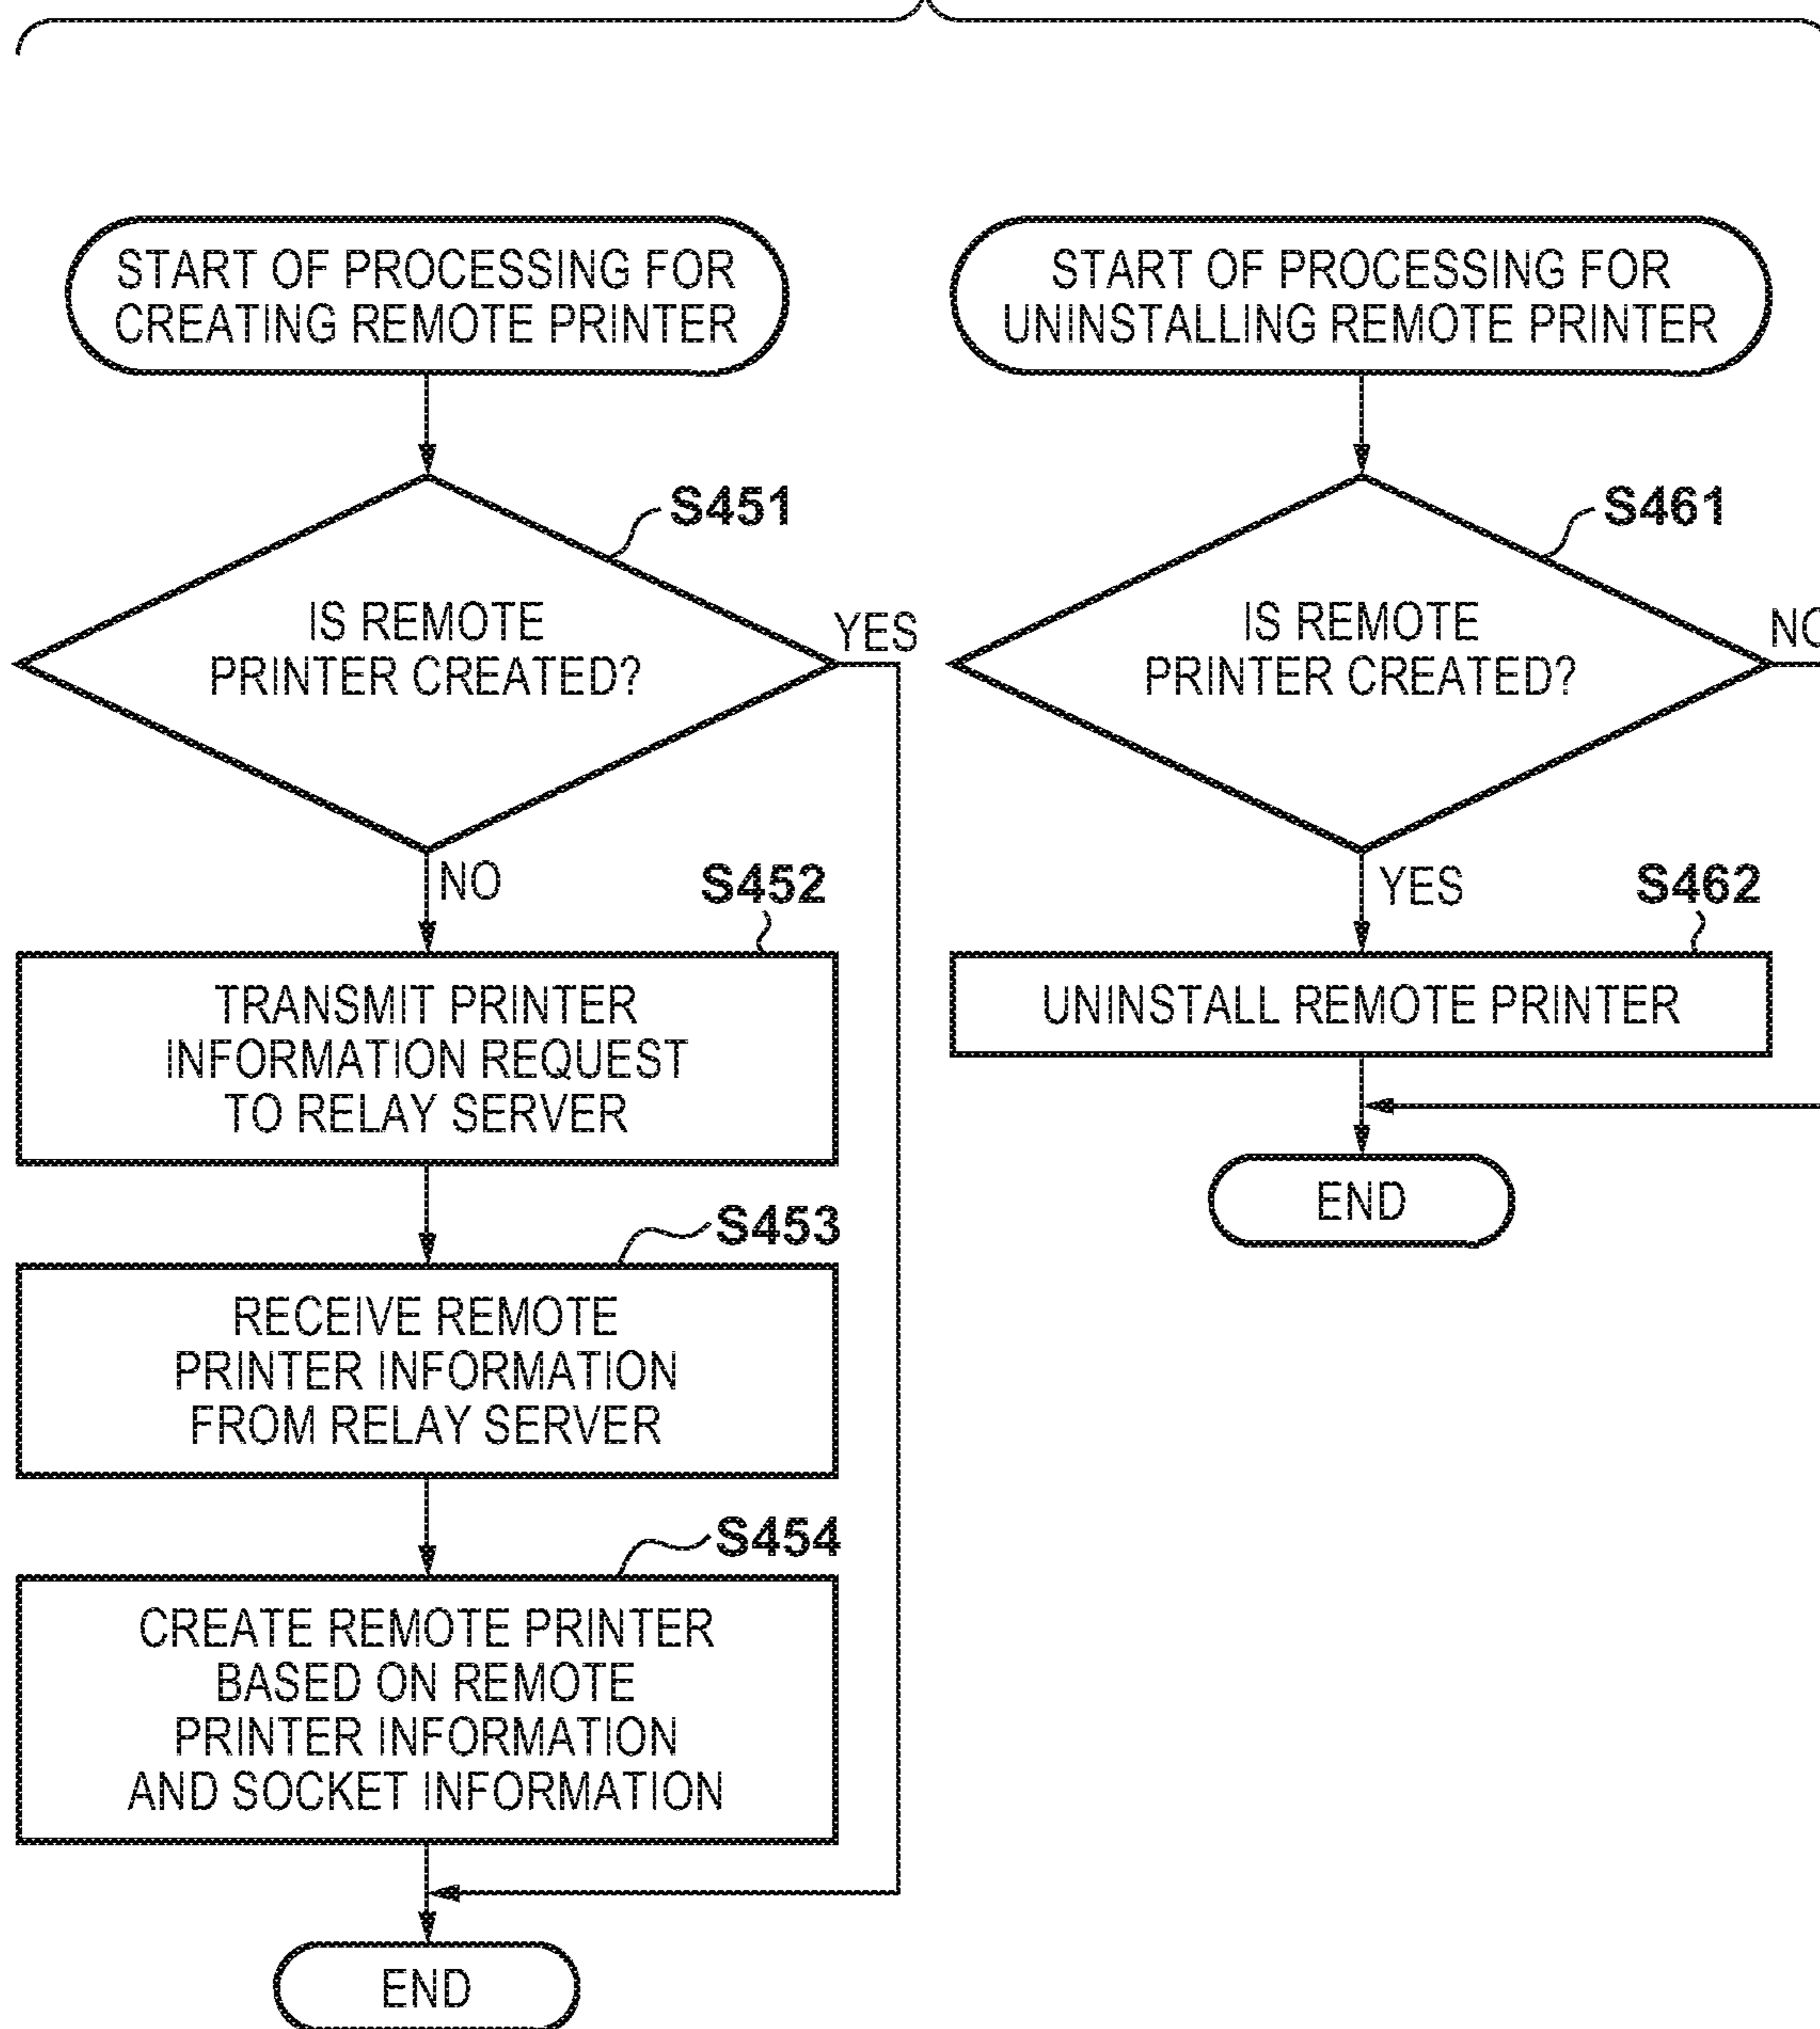 START OF PROCESSING FOR
CREATING REMOTE PRINTER
S451
IS REMOTE
PRINTER CREATED?
YES
NO
S452
TRANSMIT PRINTER
INFORMATION REQUEST
TO RELAY SERVER
S453
RECEIVE REMOTE
PRINTER INFORMATION
FROM RELAY SERVER
S454
CREATE REMOTE PRINTER
BASED ON REMOTE
PRINTER INFORMATION
AND SOCKET INFORMATION
END
START OF PROCESSING FOR
UNINSTALLING REMOTE PRINTER
S461
IS REMOTE
PRINTER CREATED?
NO
YES
S462
UNINSTALL REMOTE PRINTER
END